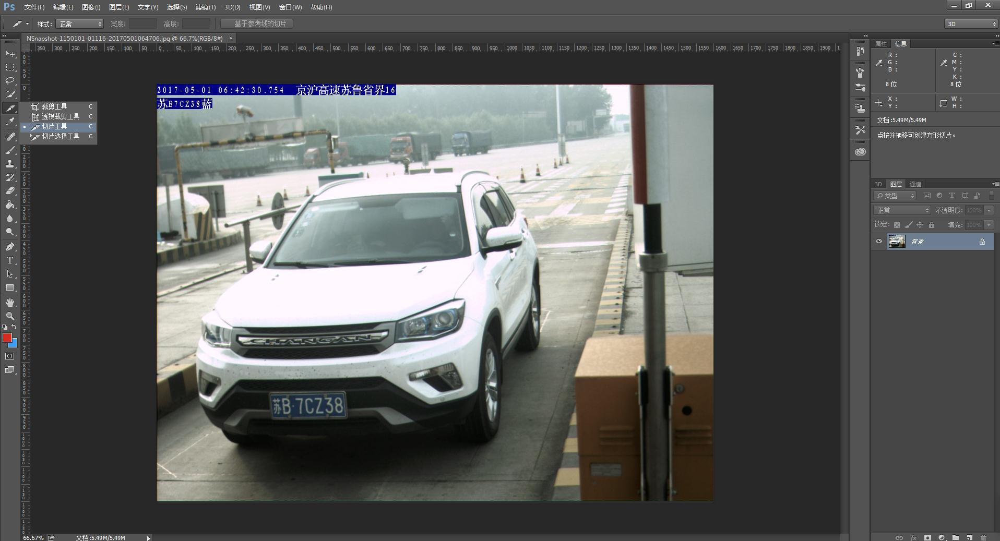 Ps 文件(F) 编辑(E) 图像(I) 图层(L) 文字(Y) 选择(S) 滤镜(T) 3D(D) 视图(V) 窗口(W) 帮助(H)
样式: 正常 宽度: 高度: 基于参考线的切片 3D
NSnapshot-1150101-01116-20170501064706.jpg @ 66.7%(RGB/8#) ×
350 300 250 200 150 100 50 0 50 100 150 200 250 300 350 400 450 500 550 600 650 700 750 800 850 900 950 1000 1050 1100 1150 1200 1250 1300 1350 1400 1450 1500 1550 1600 1650 1700 1750 1800 1850 1900
裁剪工具 C
透视裁剪工具 C
切片工具 C
切片选择工具 C
2017-05-01 06:42:30.754 京沪高速苏鲁省界16
苏B7CZ38蓝
CHANGAN
苏B·7CZ38
属性 信息
R : C :
G : M :
B : Y :
K :
8 位 8 位
X : W :
Y : H :
文档:5.49M/5.49M
点按并拖移可创建方形切片。
3D 图层 通道
类型
正常 不透明度: 100%
锁定: 填充: 100%
背景
66.67% 文档:5.49M/5.49M